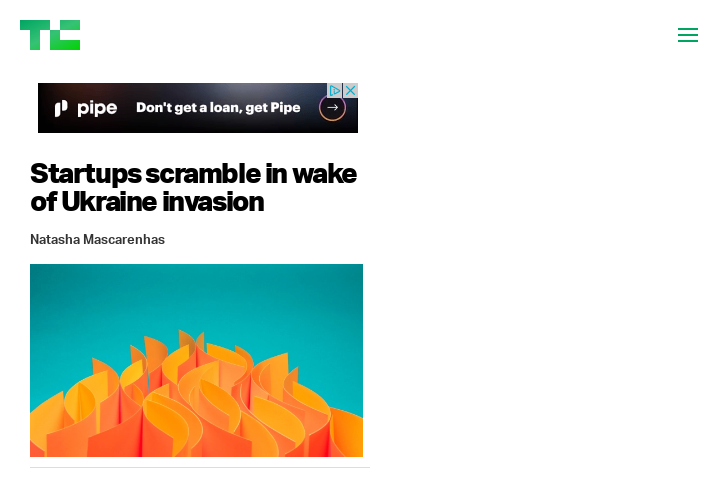 TC
pipe Don't get a loan, get Pipe
Startups scramble in wake
of Ukraine invasion
Natasha Mascarenhas